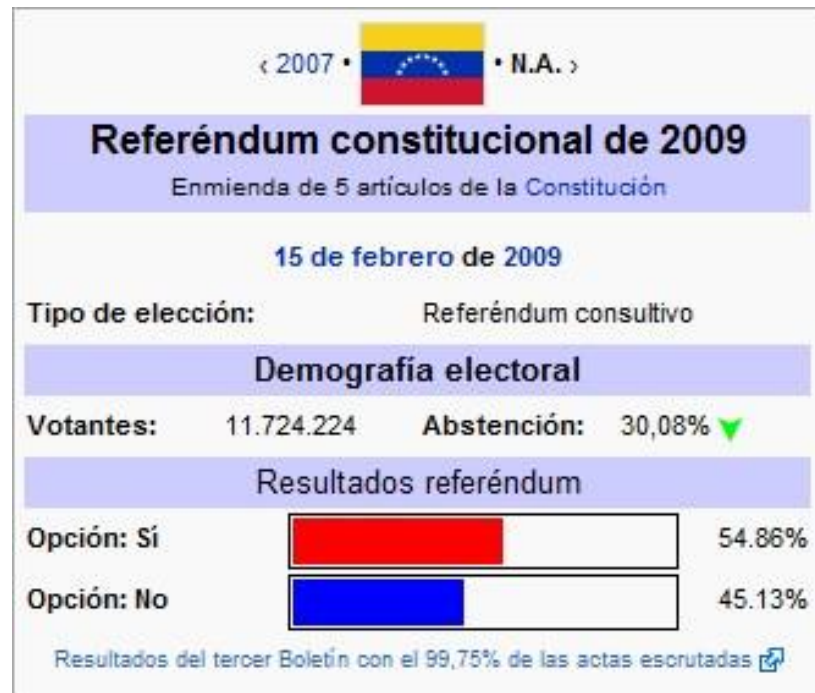 ‹ 2007 • • N.A. ›
Referéndum constitucional de 2009
Enmienda de 5 artículos de la Constitución
15 de febrero de 2009
Tipo de elección: Referéndum consultivo
Demografía electoral
Votantes: 11.724.224 Abstención: 30,08%
Resultados referéndum
Opción: Sí 54.86%
Opción: No 45.13%
Resultados del tercer Boletín con el 99,75% de las actas escrutadas